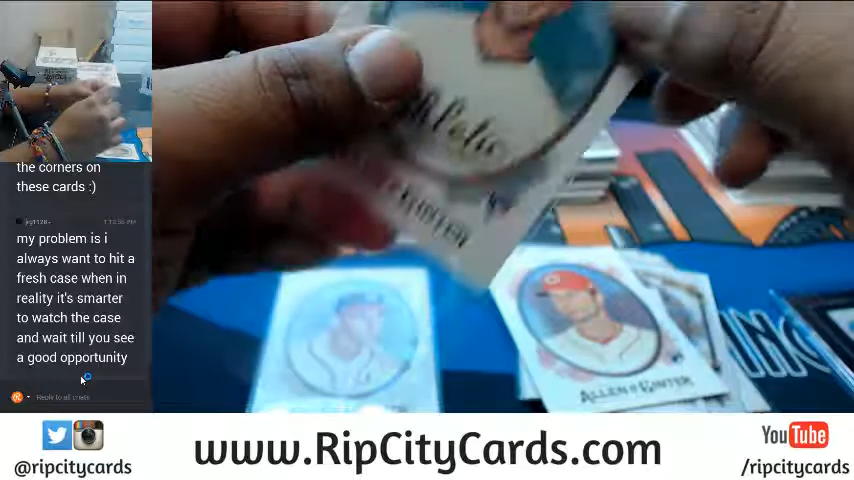 the corners on
these cards :)
my problem is i
always want to hit a
fresh case when in
reality it's smarter
to watch the case
and wait till you see
a good opportunity
Reply to all chats
ALLEN & GINTER
www.RipCityCards.com
@ripcitycards
You Tube
/ripcitycards